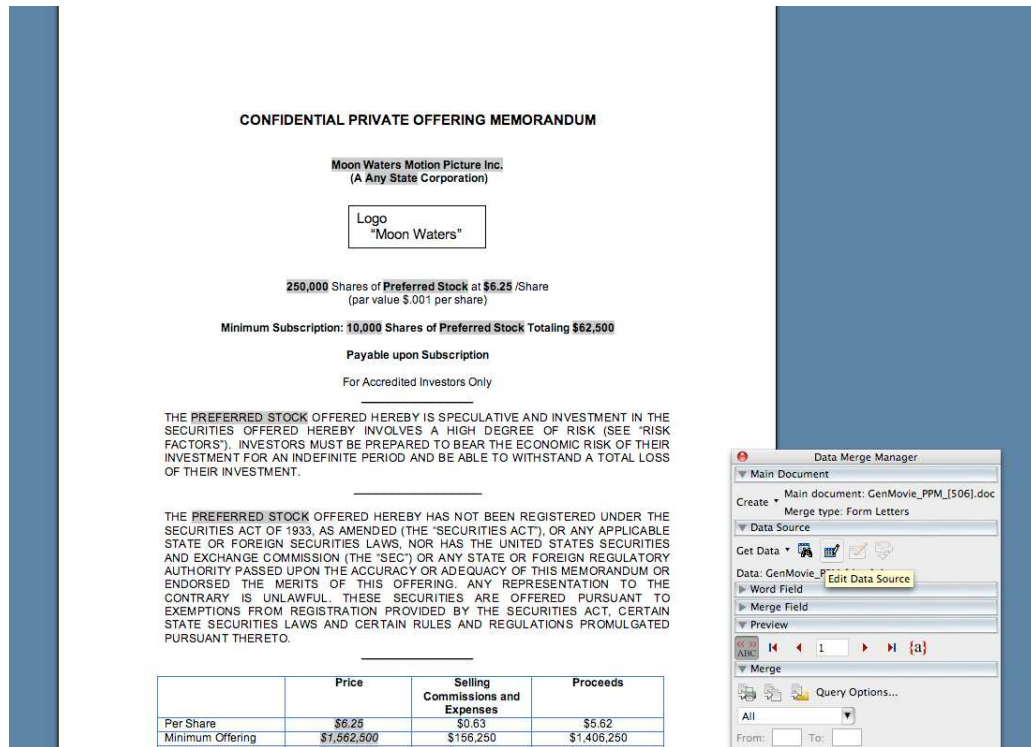 CONFIDENTIAL PRIVATE OFFERING MEMORANDUM
Moon Waters Motion Picture Inc.
(A Any State Corporation)
Logo
"Moon Waters"
250,000 Shares of Preferred Stock at $6.25 /Share
(par value $.001 per share)
Minimum Subscription: 10,000 Shares of Preferred Stock Totaling $62,500
Payable upon Subscription
For Accredited Investors Only
THE PREFERRED STOCK OFFERED HEREBY IS SPECULATIVE AND INVESTMENT IN THE
SECURITIES OFFERED HEREBY INVOLVES A HIGH DEGREE OF RISK (SEE "RISK
FACTORS"). INVESTORS MUST BE PREPARED TO BEAR THE ECONOMIC RISK OF THEIR
INVESTMENT FOR AN INDEFINITE PERIOD AND BE ABLE TO WITHSTAND A TOTAL LOSS
OF THEIR INVESTMENT.
THE PREFERRED STOCK OFFERED HEREBY HAS NOT BEEN REGISTERED UNDER THE
SECURITIES ACT OF 1933, AS AMENDED (THE "SECURITIES ACT"), OR ANY APPLICABLE
STATE OR FOREIGN SECURITIES LAWS, NOR HAS THE UNITED STATES SECURITIES
AND EXCHANGE COMMISSION (THE "SEC") OR ANY STATE OR FOREIGN REGULATORY
AUTHORITY PASSED UPON THE ACCURACY OR ADEQUACY OF THIS MEMORANDUM OR
ENDORSED THE MERITS OF THIS OFFERING. ANY REPRESENTATION TO THE
CONTRARY IS UNLAWFUL. THESE SECURITIES ARE OFFERED PURSUANT TO
EXEMPTIONS FROM REGISTRATION PROVIDED BY THE SECURITIES ACT, CERTAIN
STATE SECURITIES LAWS AND CERTAIN RULES AND REGULATIONS PROMULGATED
PURSUANT THERETO.
Price Selling Proceeds
Commissions and
Expenses
Per Share $6.25 $0.63 $5.62
Minimum Offering $1,562,500 $156,250 $1,406,250
Data Merge Manager
Main Document
Create Main document: GenMovie_PPM_[506].doc
Merge type: Form Letters
Data Source
Get Data
Data: GenMovie_
Edit Data Source
Word Field
Merge Field
Preview
« » ABC 1 {a}
Merge
Query Options...
All
From: To: